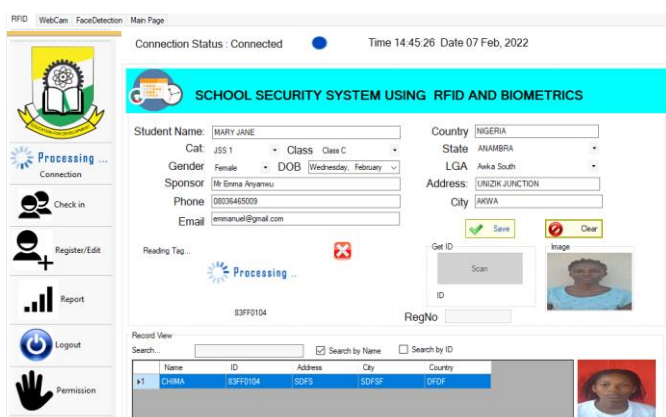 RFID WebCam FaceDetection Main Page
Connection Status : Connected Time 14:45:26 Date 07 Feb, 2022
SCHOOL SECURITY SYSTEM USING RFID AND BIOMETRICS
EDUCATION FOR DEVELOPMENT
Processing ...
Connection
Check in
Register/Edit
Report
Logout
Permission
Student Name: MARY JANE Country NIGERIA
Cat: JSS 1 Class Class C State ANAMBRA
Gender Female DOB Wednesday, February LGA Awka South
Sponsor Mr Emma Anyanwu Address: UNIZIK JUNCTION
Phone 08036465009 City AKWA
Email emmanuel@gmail.com
Save Clear
Reading Tag... Get ID Image
Processing .. Scan
ID
83FF0104 RegNo
Record View
Search... Search by Name Search by ID
Name ID Address City Country
1 CHIMA 83FF0104 SDFS SDFSF DFDF